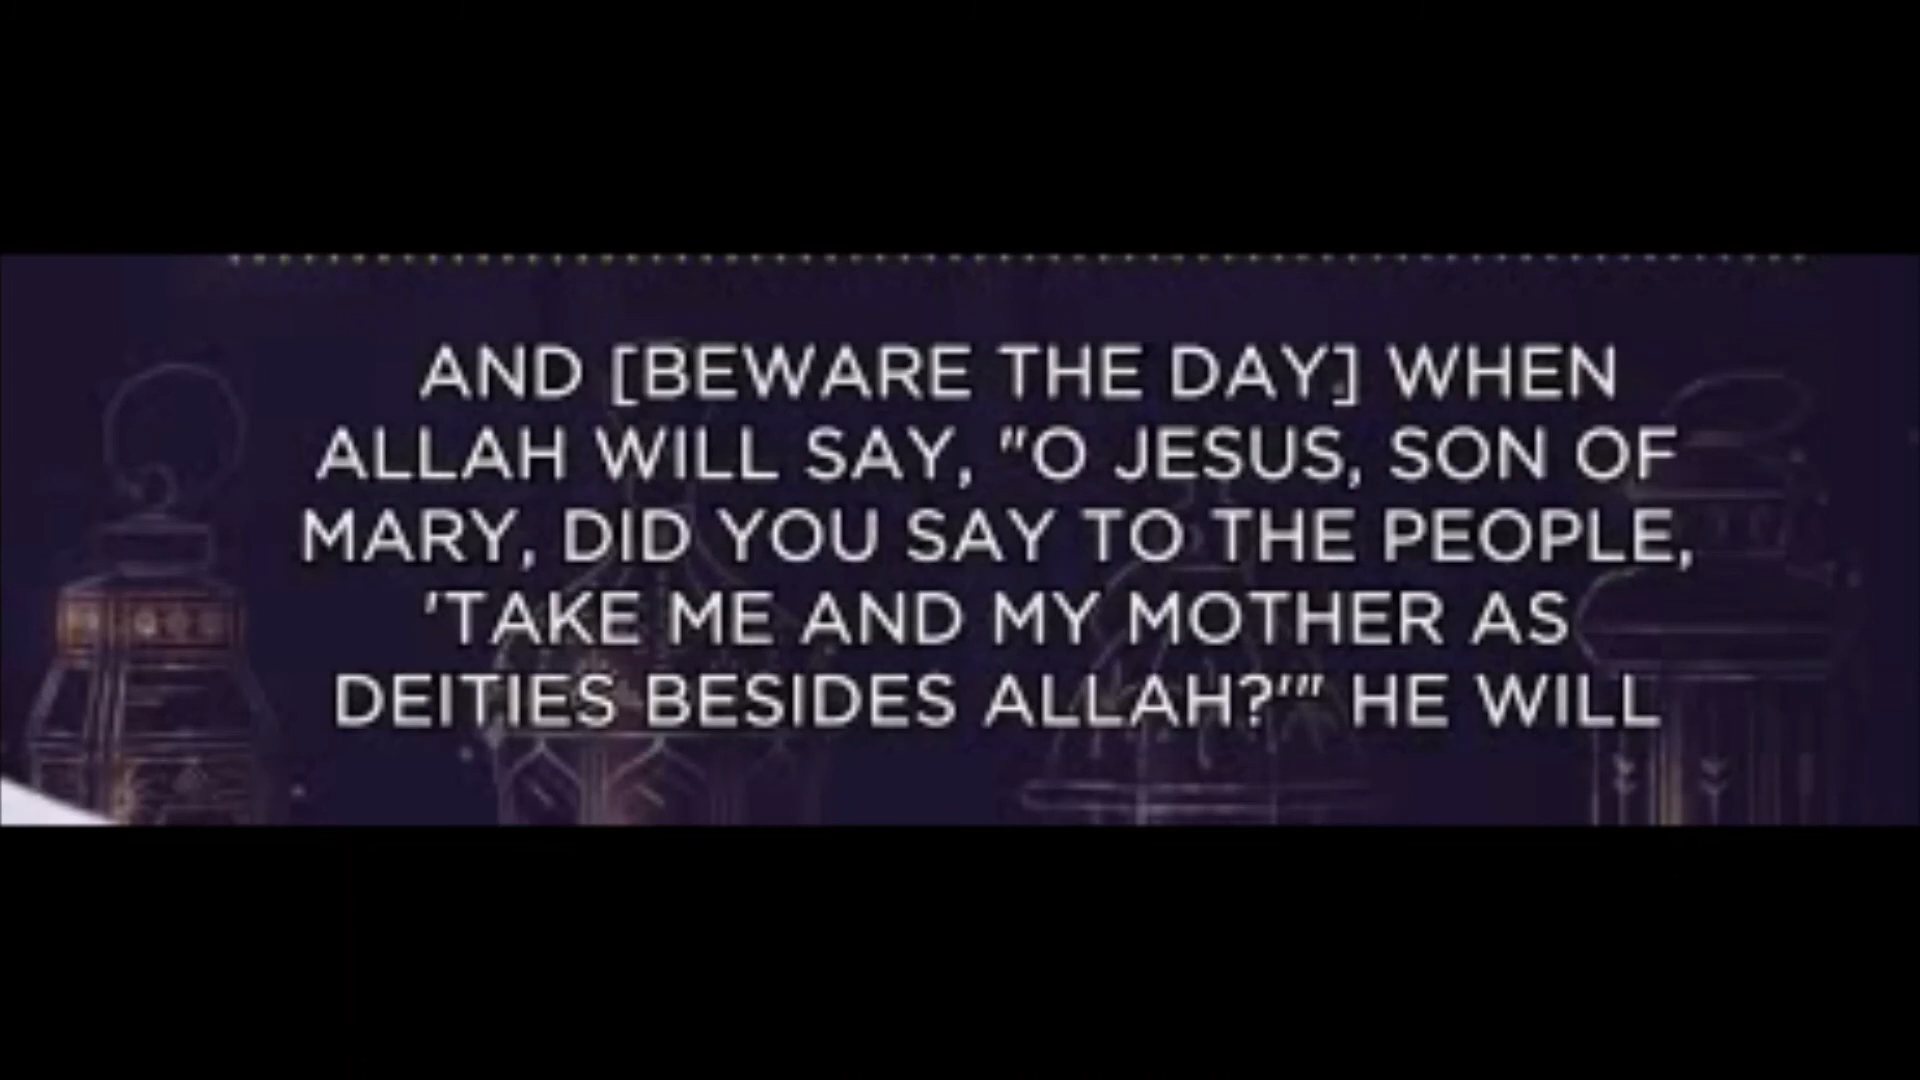 AND [BEWARE THE DAY] WHEN
ALLAH WILL SAY, "O JESUS, SON OF
MARY, DID YOU SAY TO THE PEOPLE,
'TAKE ME AND MY MOTHER AS
DEITIES BESIDES ALLAH?'" HE WILL